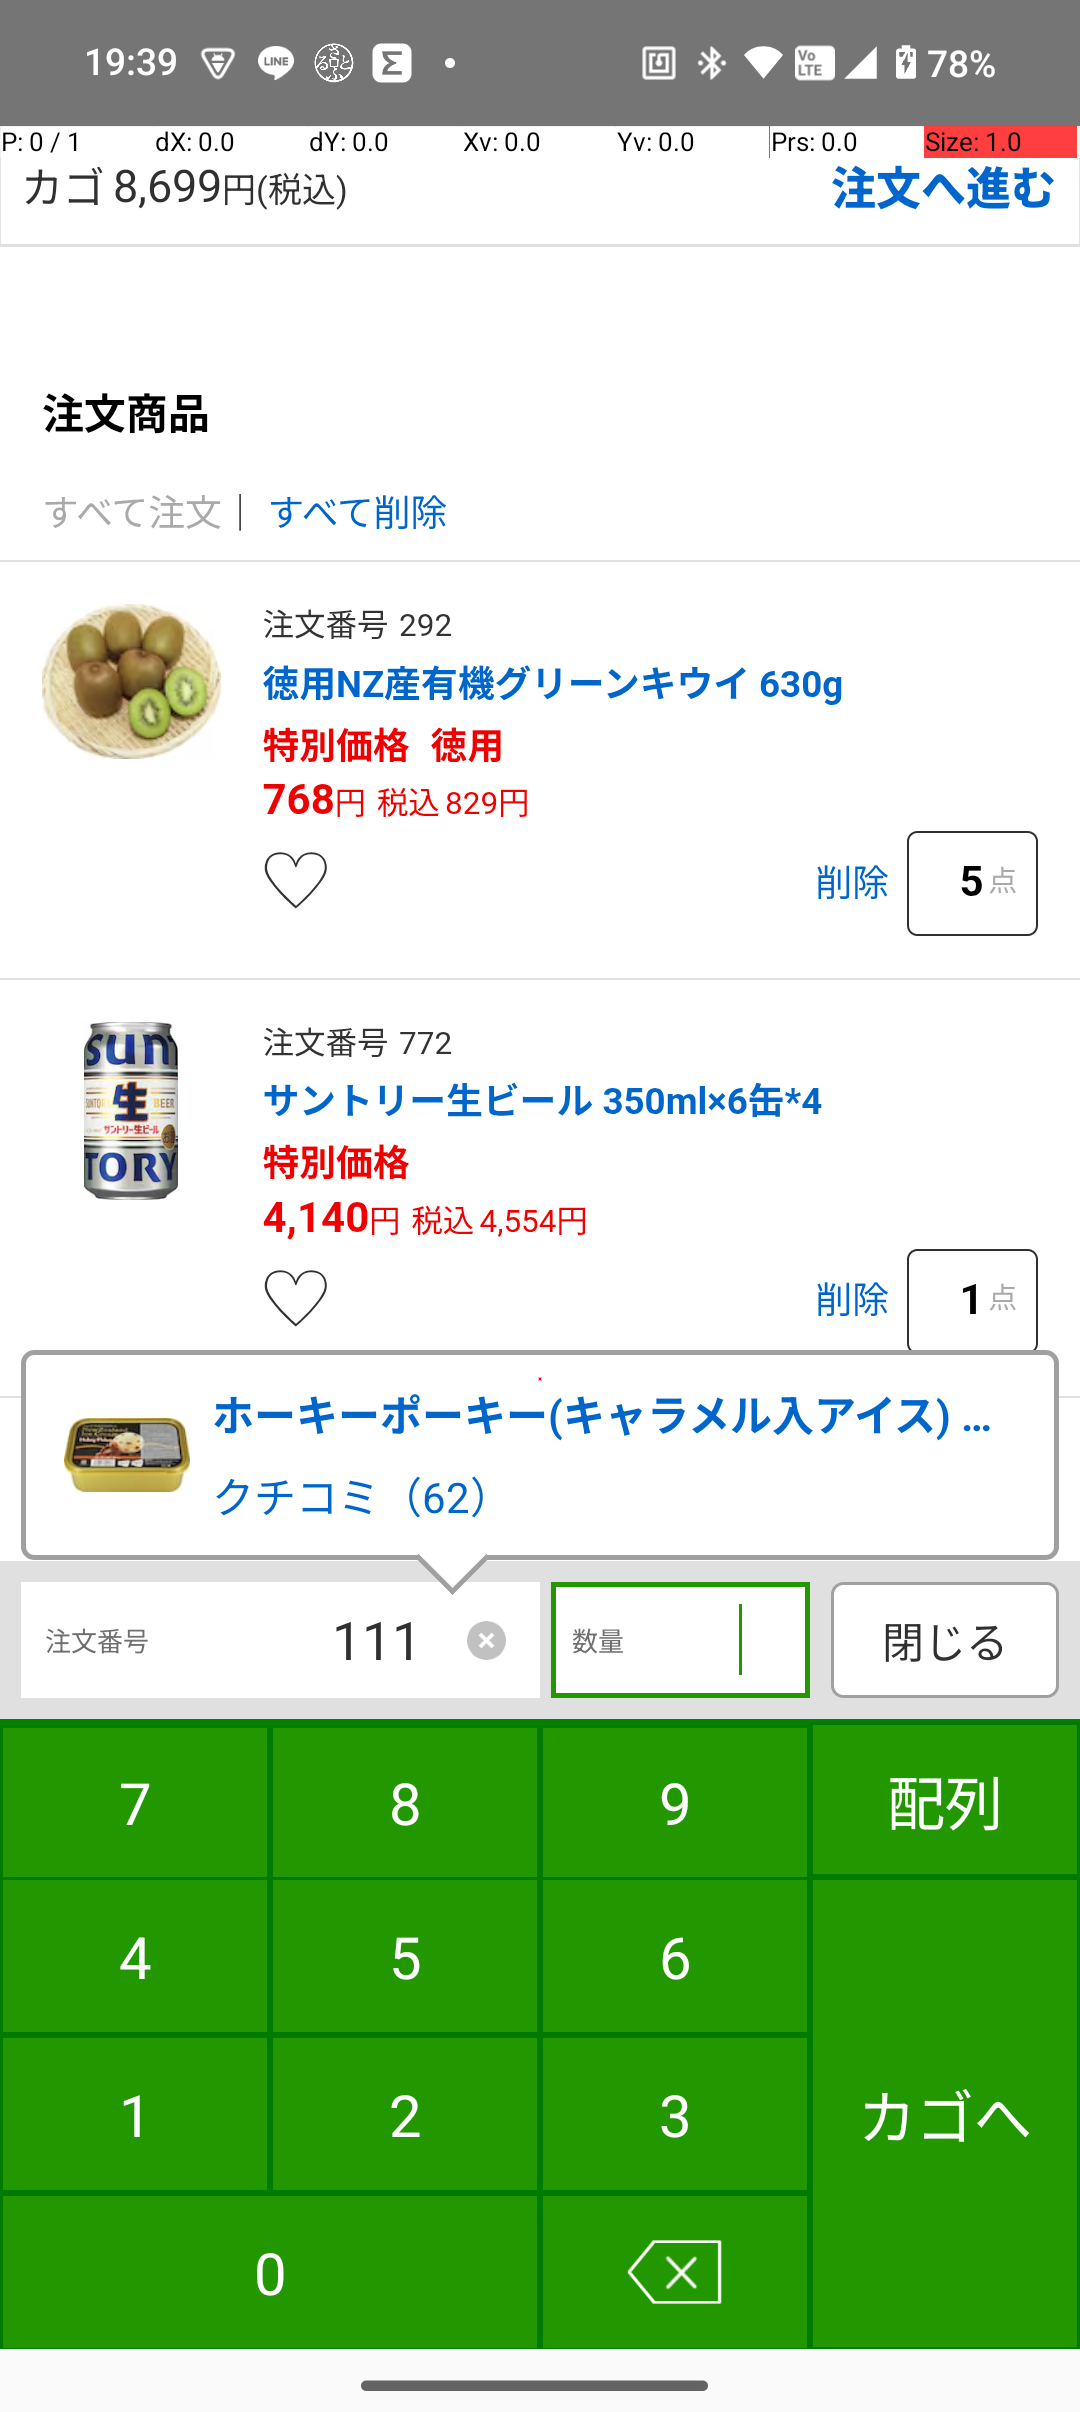 19:39 LINE VoLTE 78%
P: 0 / 1 dX: 0.0 dY: 0.0 Xv: 0.0 Yv: 0.0 Prs: 0.0 Size: 1.0
カゴ 8,699円(税込) 注文へ進む
注文商品
すべて注文 | すべて削除
注文番号 292
徳用NZ産有機グリーンキウイ 630g
特別価格 徳用
768円 税込 829円
削除 5 点
注文番号 772
サントリー生ビール 350ml×6缶*4
特別価格
4,140円 税込 4,554円
削除 1 点
ホーキーポーキー(キャラメル入アイス) ...
クチコミ（62）
注文番号 111 数量 閉じる
7 8 9 配列
4 5 6
1 2 3 カゴへ
0